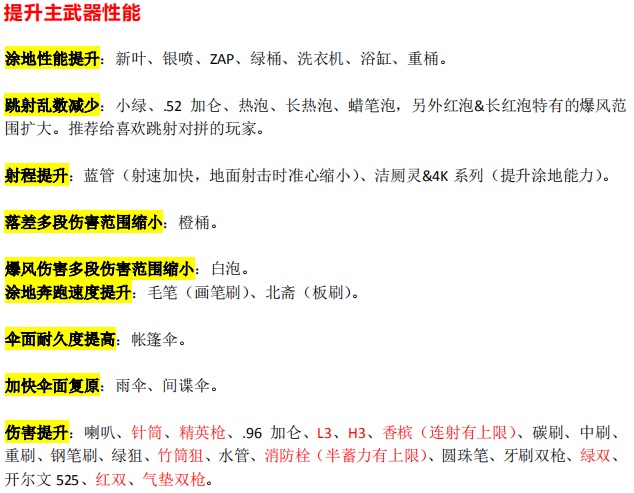 提升主武器性能
涂地性能提升：新叶、银喷、ZAP、绿桶、洗衣机、浴缸、重桶。
跳射乱数减少：小绿、.52 加仑、热泡、长热泡、蜡笔泡，另外红泡&长红泡特有的爆风范
围扩大。推荐给喜欢跳射对拼的玩家。
射程提升：蓝管（射速加快，地面射击时准心缩小）、洁厕灵&4K 系列（提升涂地能力）。
落差多段伤害范围缩小：橙桶。
爆风伤害多段伤害范围缩小：白泡。
涂地奔跑速度提升：毛笔（画笔刷）、北斋（板刷）。
伞面耐久度提高：帐篷伞。
加快伞面复原：雨伞、间谍伞。
伤害提升：喇叭、针筒、精英枪、.96 加仑、L3、H3、香槟（连射有上限）、碳刷、中刷、
重刷、钢笔刷、绿狙、竹筒狙、水管、消防栓（半蓄力有上限）、圆珠笔、牙刷双枪、绿双、
开尔文 525、红双、气垫双枪。